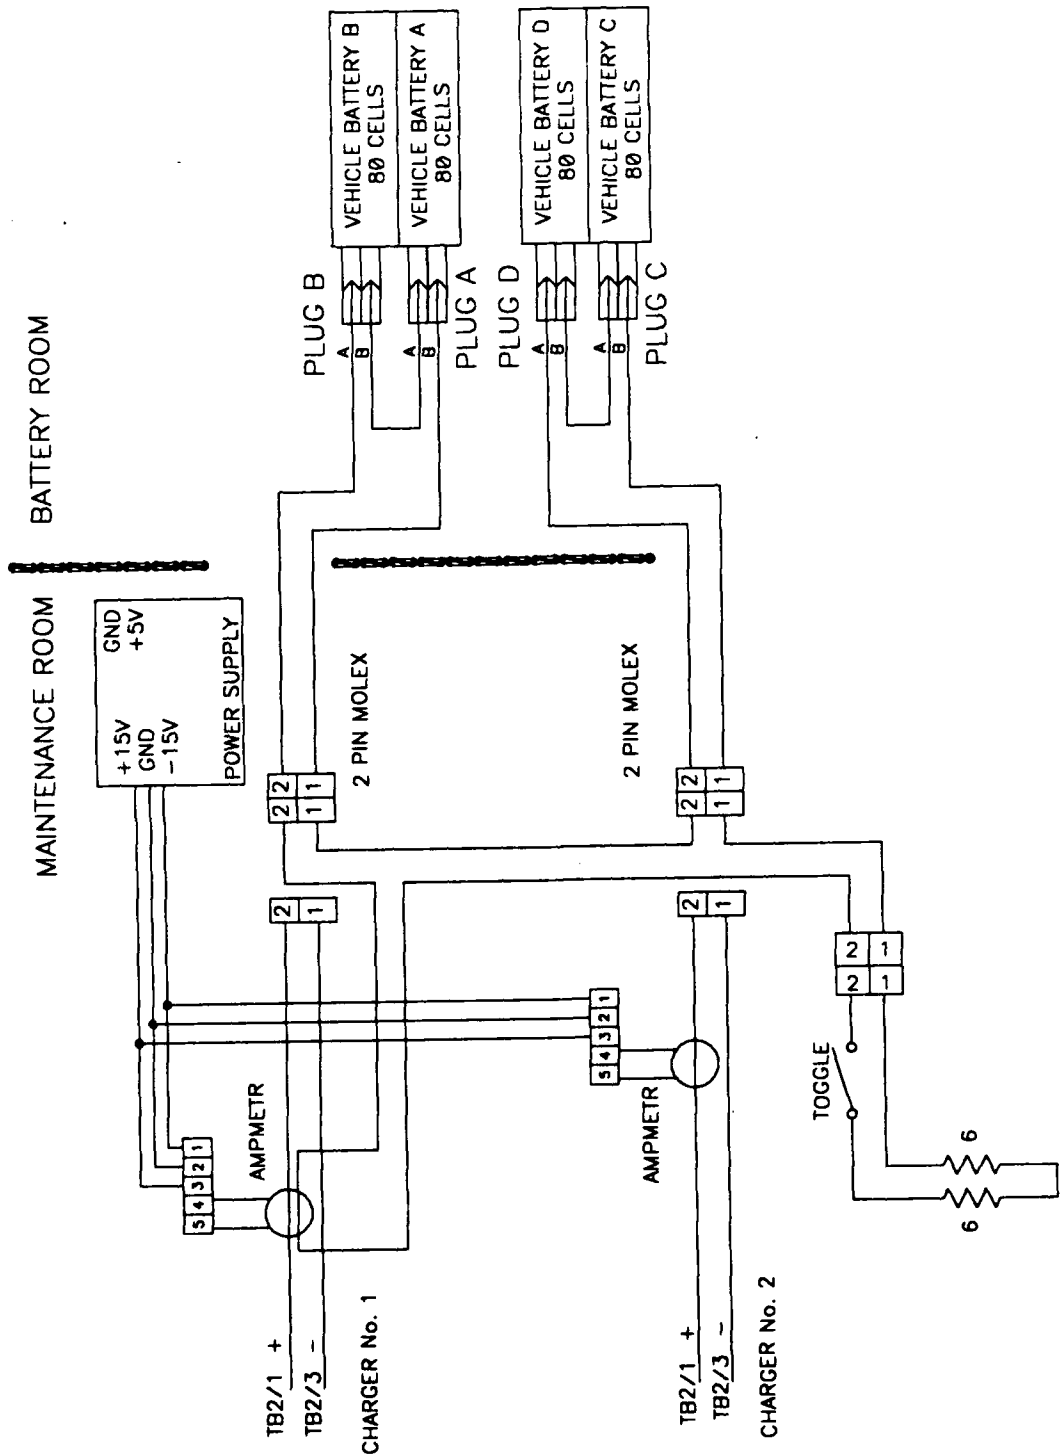 MAINTENANCE ROOM
BATTERY ROOM
+15V
GND
-15V
GND
+5V
POWER SUPPLY
5 4 3 2 1
AMPMETR
TB2/1 +
TB2/3 -
CHARGER No. 1
2
1
2 2
1 1
2 PIN MOLEX
PLUG B
A
B
VEHICLE BATTERY B
80 CELLS
A
B
VEHICLE BATTERY A
80 CELLS
PLUG A
PLUG D
A
B
VEHICLE BATTERY D
80 CELLS
A
B
VEHICLE BATTERY C
80 CELLS
PLUG C
5 4 3 2 1
AMPMETR
2 PIN MOLEX
2 2
1 1
TB2/1 +
TB2/3 -
CHARGER No. 2
2
1
TOGGLE
2 2
1 1
6
6